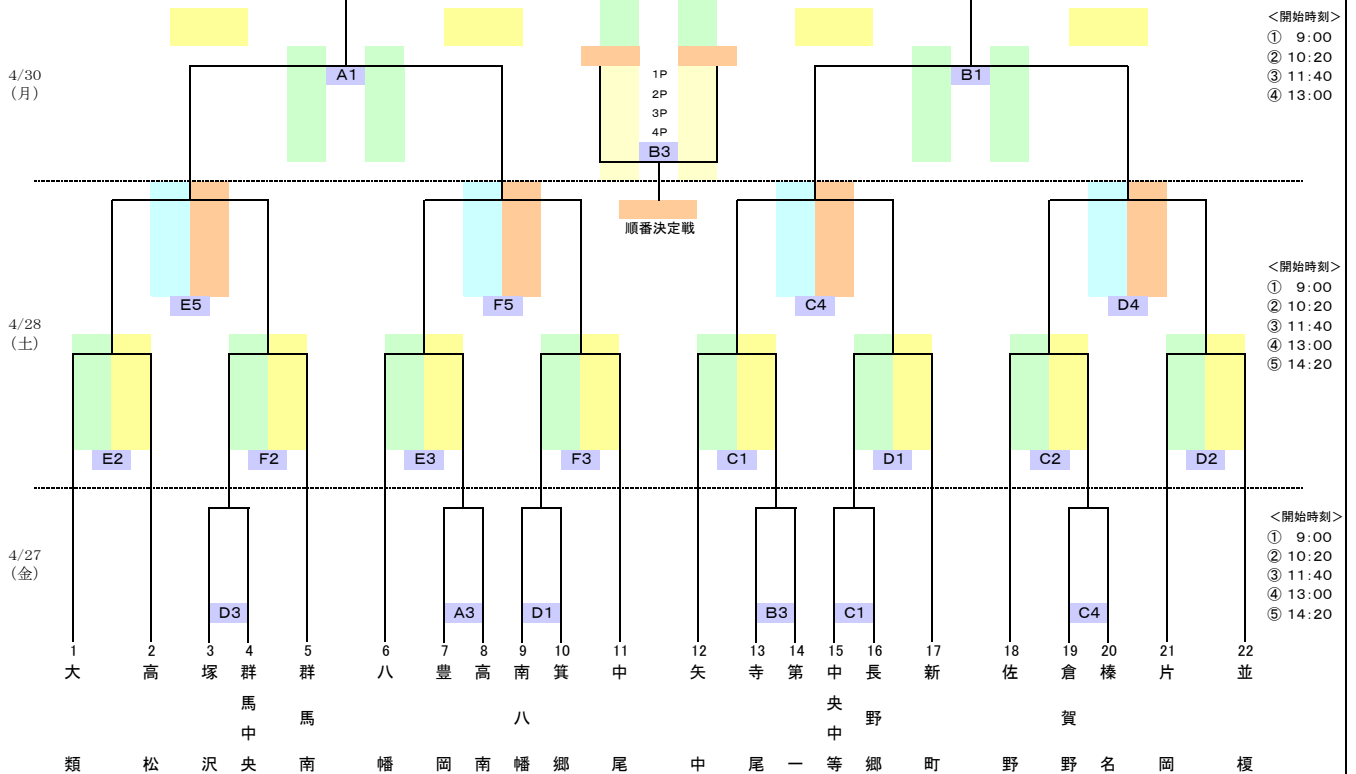 ＜開始時刻＞
① 9:00
② 10:20
③ 11:40
④ 13:00
4/30
(月)
A1
1P
2P
3P
4P
B3
B1
順番決定戦
＜開始時刻＞
① 9:00
② 10:20
③ 11:40
④ 13:00
⑤ 14:20
4/28
(土)
E5
F5
C4
D4
E2
F2
E3
F3
C1
D1
C2
D2
＜開始時刻＞
① 9:00
② 10:20
③ 11:40
④ 13:00
⑤ 14:20
4/27
(金)
D3
A3
D1
B3
C1
C4
1 大類
2 高松
3 塚沢
4 群馬中央
5 群馬南
6 八幡
7 豊岡
8 高南
9 南八幡
10 箕郷
11 中尾
12 矢中
13 寺尾
14 第一
15 中央中等
16 長野郷
17 新町
18 佐野
19 倉賀野
20 榛名
21 片岡
22 並榎